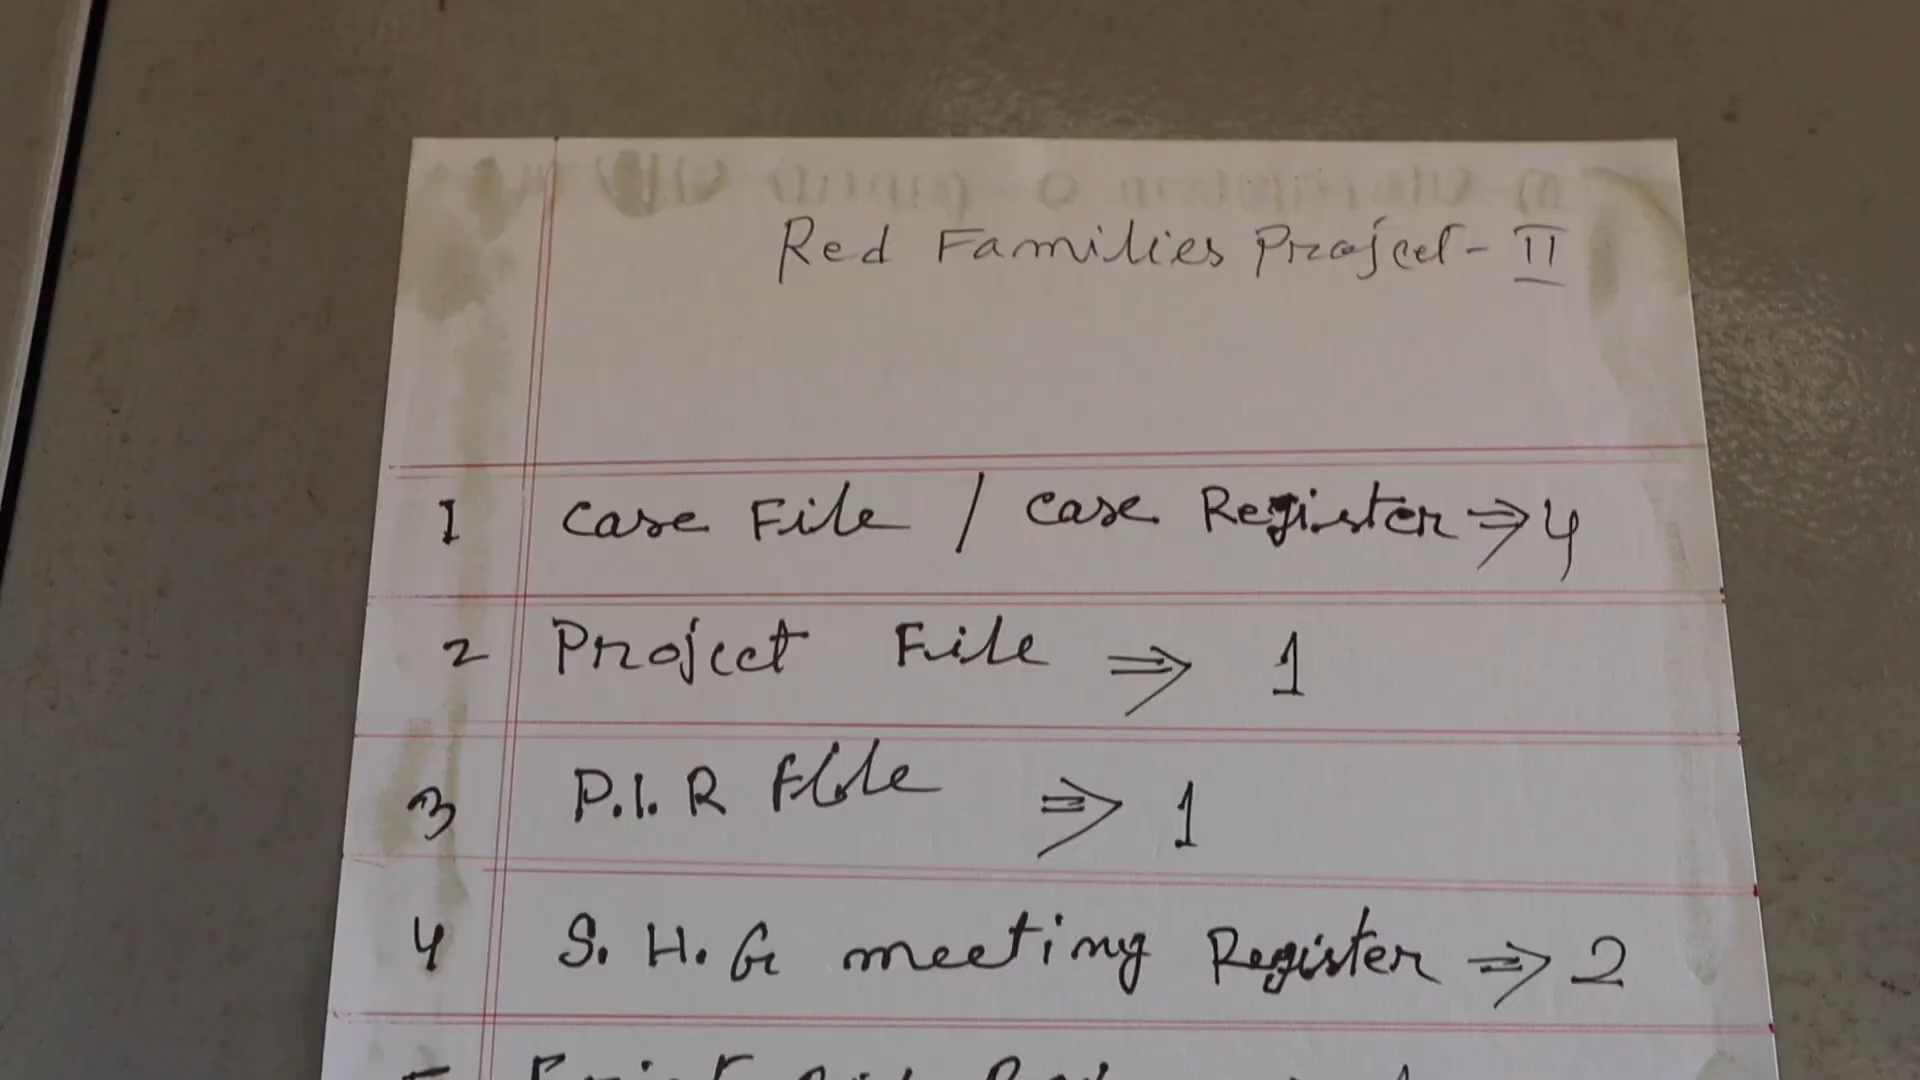 Red Families Project - II
1 Case File / Case Register ⇒ 4
2 Project File ⇒ 1
3 P.I.R File ⇒ 1
4 S. H. G meeting Register ⇒ 2